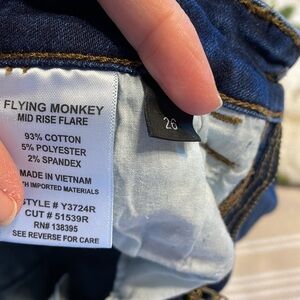 FLYING MONKEY
MID RISE FLARE
93% COTTON
5% POLYESTER
2% SPANDEX
MADE IN VIETNAM
WITH IMPORTED MATERIALS
STYLE # Y3724R
CUT # 51539R
RN# 138395
SEE REVERSE FOR CARE
26